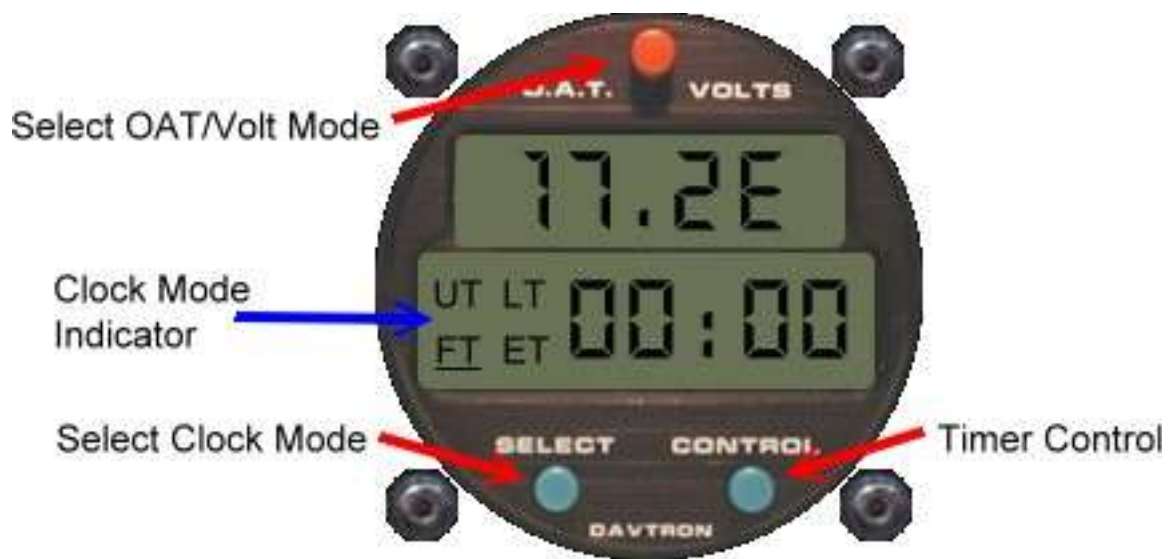 O.A.T. VOLTS
Select OAT/Volt Mode
17.2E
Clock Mode
Indicator
UT LT
FT ET
00:00
Select Clock Mode
SELECT CONTROL
Timer Control
DAVTRON